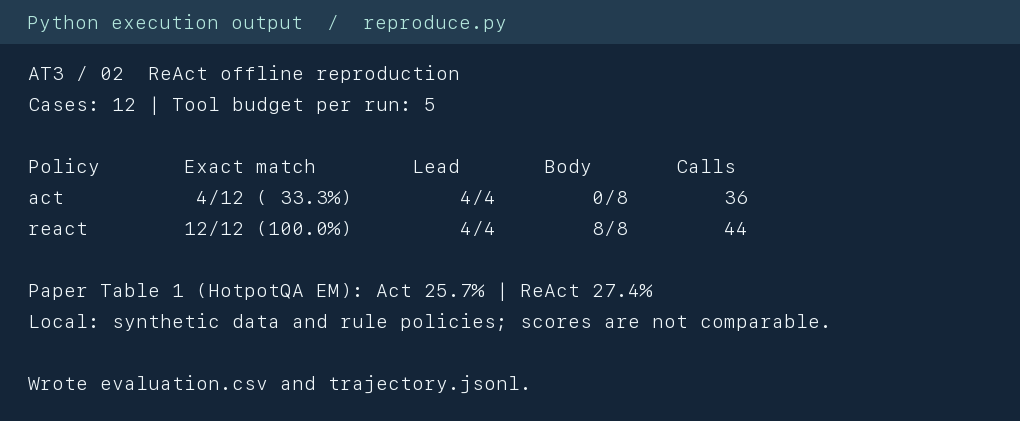 Python execution output  /  reproduce.py
AT3 / 02  ReAct offline reproduction
Cases: 12 | Tool budget per run: 5
Policy       Exact match        Lead       Body       Calls
act           4/12 ( 33.3%)         4/4        0/8        36
react        12/12 (100.0%)         4/4        8/8        44
Paper Table 1 (HotpotQA EM): Act 25.7% | ReAct 27.4%
Local: synthetic data and rule policies; scores are not comparable.
Wrote evaluation.csv and trajectory.jsonl.